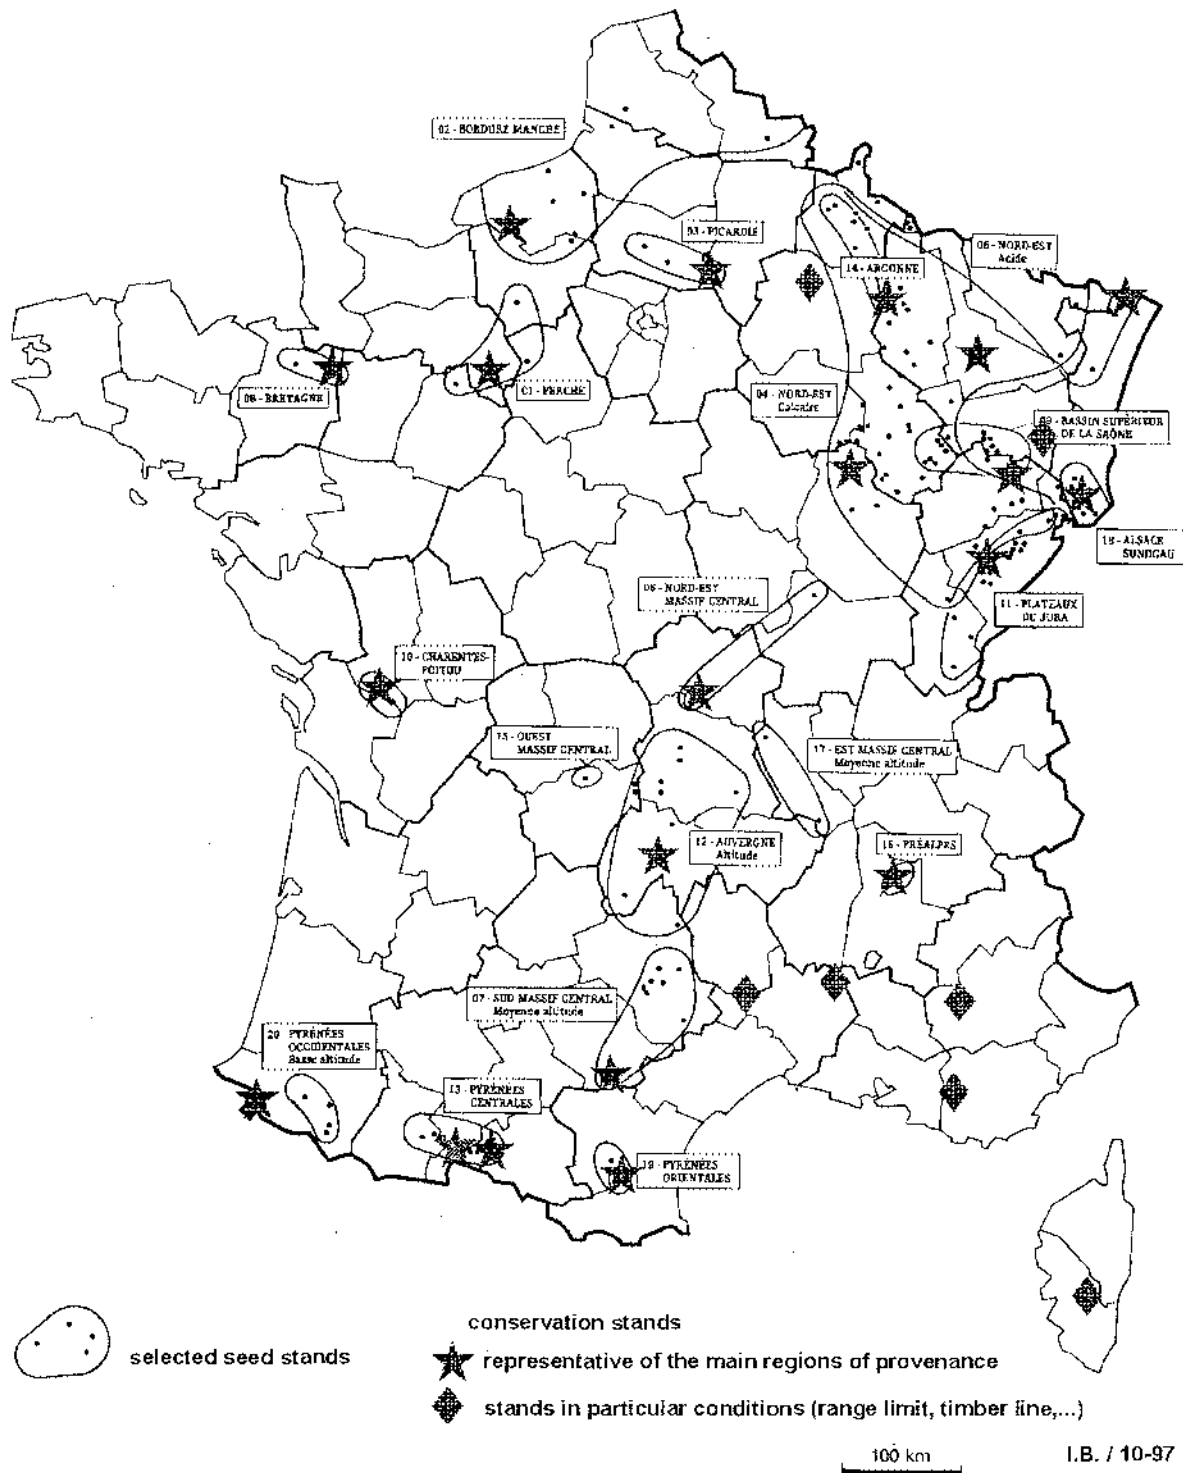 02 - BORDURE MANCHE
03 - PICARDIE
06 - NORD-EST
Acide
14 - ARGONNE
08 - BRETAGNE
01 - PERCHE
04 - NORD-EST
Calcaire
09 - BASSIN SUPÉRIEUR
DE LA SAÔNE
18 - ALSACE
SUNDGAU
06 - NORD-EST
MASSIF CENTRAL
11 - PLATEAUX
DU JURA
10 - CHARENTES-
POITOU
15 - OUEST
MASSIF CENTRAL
17 - EST MASSIF CENTRAL
Moyenne altitude
12 - AUVERGNE
Altitude
16 - PRÉALPES
07 - SUD MASSIF CENTRAL
Moyenne altitude
20 - PYRÉNÉES
OCCIDENTALES
Basse altitude
13 - PYRÉNÉES
CENTRALES
19 - PYRÉNÉES
ORIENTALES
selected seed stands
conservation stands
representative of the main regions of provenance
stands in particular conditions (range limit, timber line,...)
100 km
I.B. / 10-97